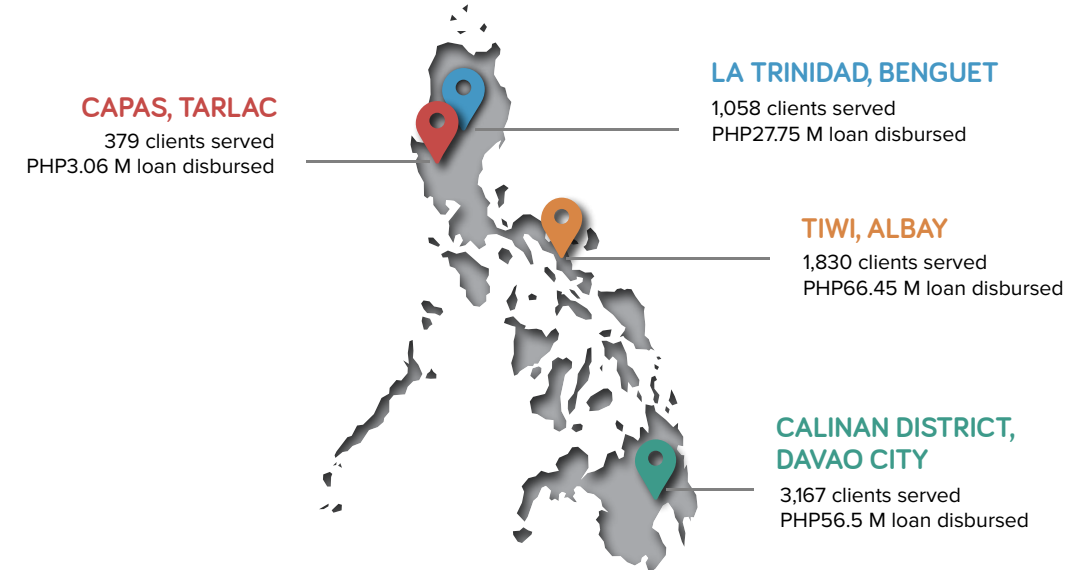 CAPAS, TARLAC
379 clients served
PHP3.06 M loan disbursed
LA TRINIDAD, BENGUET
1,058 clients served
PHP27.75 M loan disbursed
TIWI, ALBAY
1,830 clients served
PHP66.45 M loan disbursed
CALINAN DISTRICT,
DAVAO CITY
3,167 clients served
PHP56.5 M loan disbursed